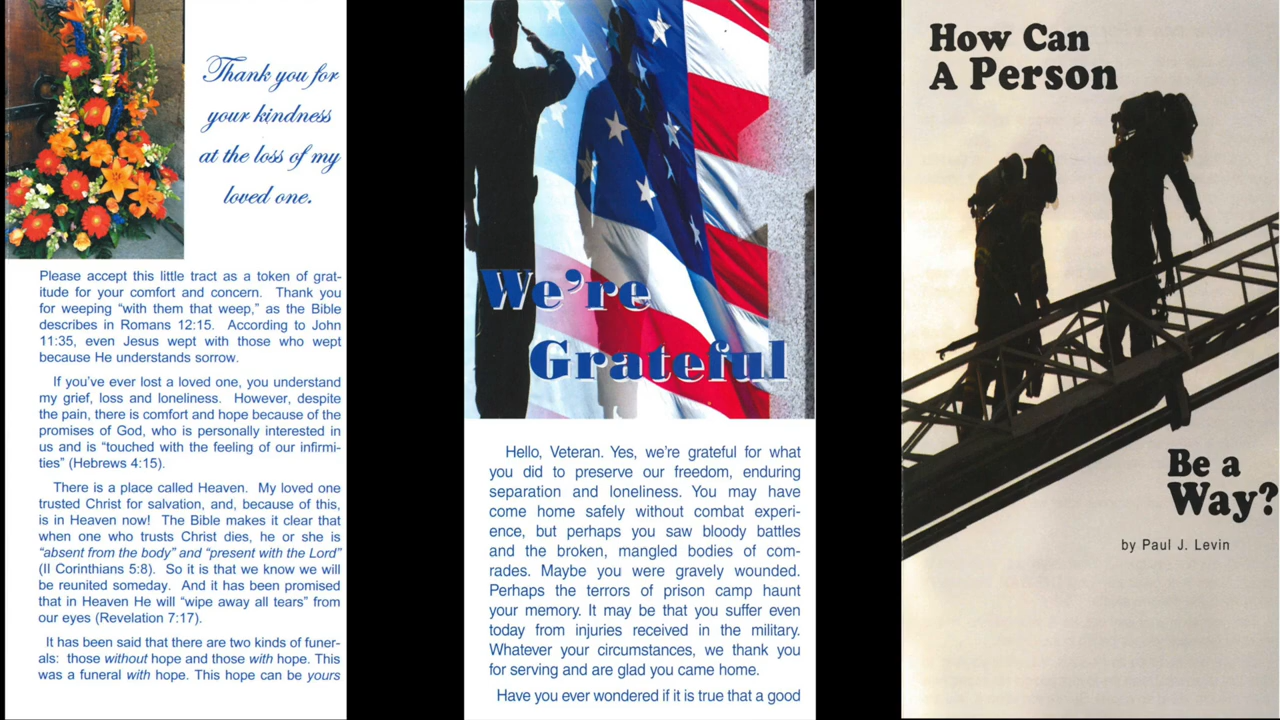 Thank you for
your kindness
at the loss of my
loved one.
Please accept this little tract as a token of grat-
itude for your comfort and concern. Thank you
for weeping “with them that weep,” as the Bible
describes in Romans 12:15. According to John
11:35, even Jesus wept with those who wept
because He understands sorrow.
If you’ve ever lost a loved one, you understand
my grief, loss and loneliness. However, despite
the pain, there is comfort and hope because of the
promises of God, who is personally interested in
us and is “touched with the feeling of our infirmi-
ties” (Hebrews 4:15).
There is a place called Heaven. My loved one
trusted Christ for salvation, and, because of this,
is in Heaven now! The Bible makes it clear that
when one who trusts Christ dies, he or she is
“absent from the body” and “present with the Lord”
(II Corinthians 5:8). So it is that we know we will
be reunited someday. And it has been promised
that in Heaven He will “wipe away all tears” from
our eyes (Revelation 7:17).
It has been said that there are two kinds of funer-
als: those without hope and those with hope. This
was a funeral with hope. This hope can be yours
We’re
Grateful
Hello, Veteran. Yes, we’re grateful for what
you did to preserve our freedom, enduring
separation and loneliness. You may have
come home safely without combat experi-
ence, but perhaps you saw bloody battles
and the broken, mangled bodies of com-
rades. Maybe you were gravely wounded.
Perhaps the terrors of prison camp haunt
your memory. It may be that you suffer even
today from injuries received in the military.
Whatever your circumstances, we thank you
for serving and are glad you came home.
Have you ever wondered if it is true that a good
How Can
A Person
Be a
Way?
by Paul J. Levin